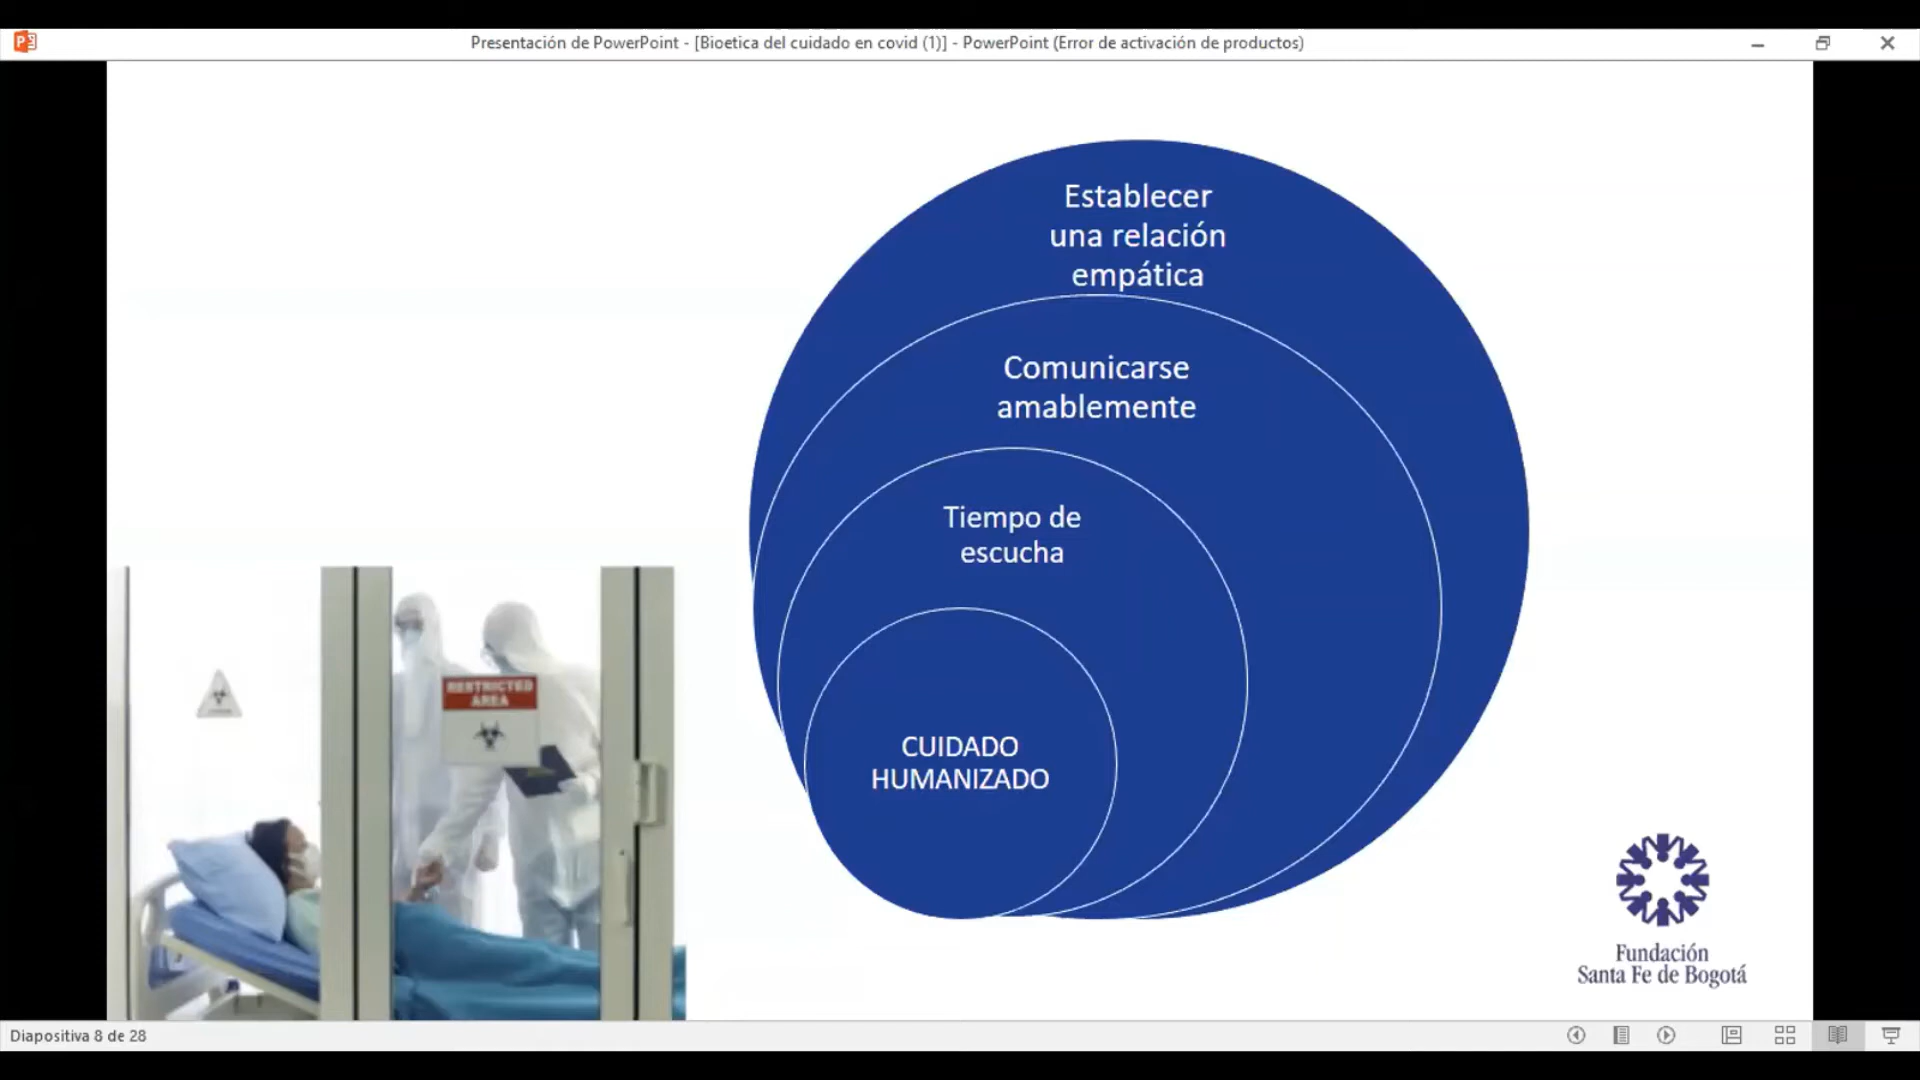 Presentación de PowerPoint - [Bioetica del cuidado en covid (1)] - PowerPoint (Error de activación de productos)
Establecer
una relación
empática
Comunicarse
amablemente
Tiempo de
escucha
CUIDADO
HUMANIZADO
RESTRICTED
AREA
Fundación
Santa Fe de Bogotá
Diapositiva 8 de 28